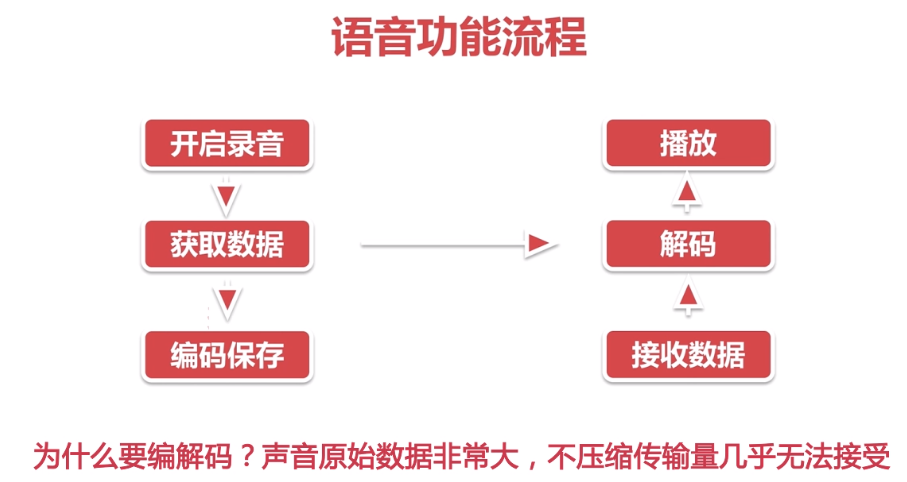 语音功能流程
开启录音
获取数据
编码保存
播放
解码
接收数据
为什么要编解码？声音原始数据非常大，不压缩传输量几乎无法接受